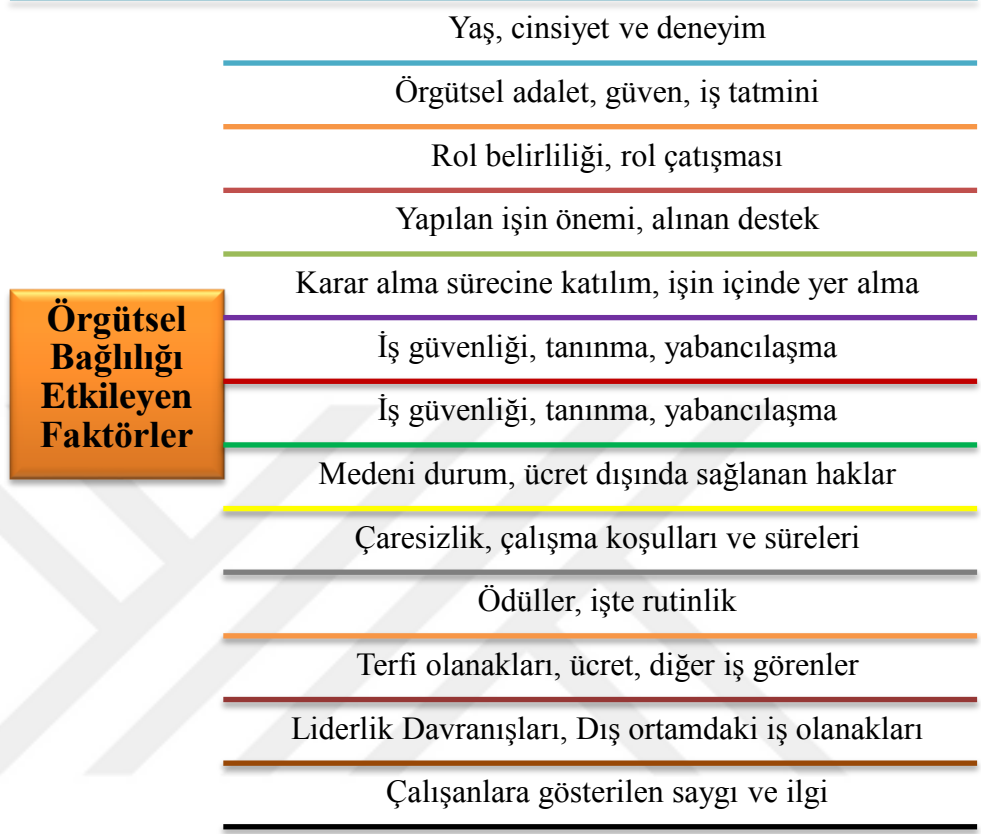 Örgütsel
Bağlılığı
Etkileyen
Faktörler
Yaş, cinsiyet ve deneyim
Örgütsel adalet, güven, iş tatmini
Rol belirliliği, rol çatışması
Yapılan işin önemi, alınan destek
Karar alma sürecine katılım, işin içinde yer alma
İş güvenliği, tanınma, yabancılaşma
İş güvenliği, tanınma, yabancılaşma
Medeni durum, ücret dışında sağlanan haklar
Çaresizlik, çalışma koşulları ve süreleri
Ödüller, işte rutinlik
Terfi olanakları, ücret, diğer iş görenler
Liderlik Davranışları, Dış ortamdaki iş olanakları
Çalışanlara gösterilen saygı ve ilgi